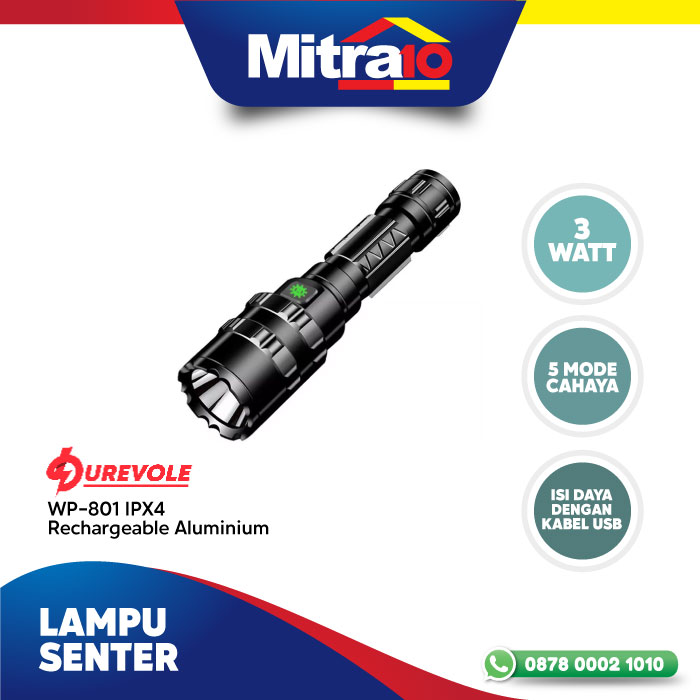 Mitra10
3
WATT
5 MODE
CAHAYA
ISI DAYA
DENGAN
KABEL USB
DUREVOLE
WP-801 IPX4
Rechargeable Aluminium
LAMPU
SENTER
0878 0002 1010